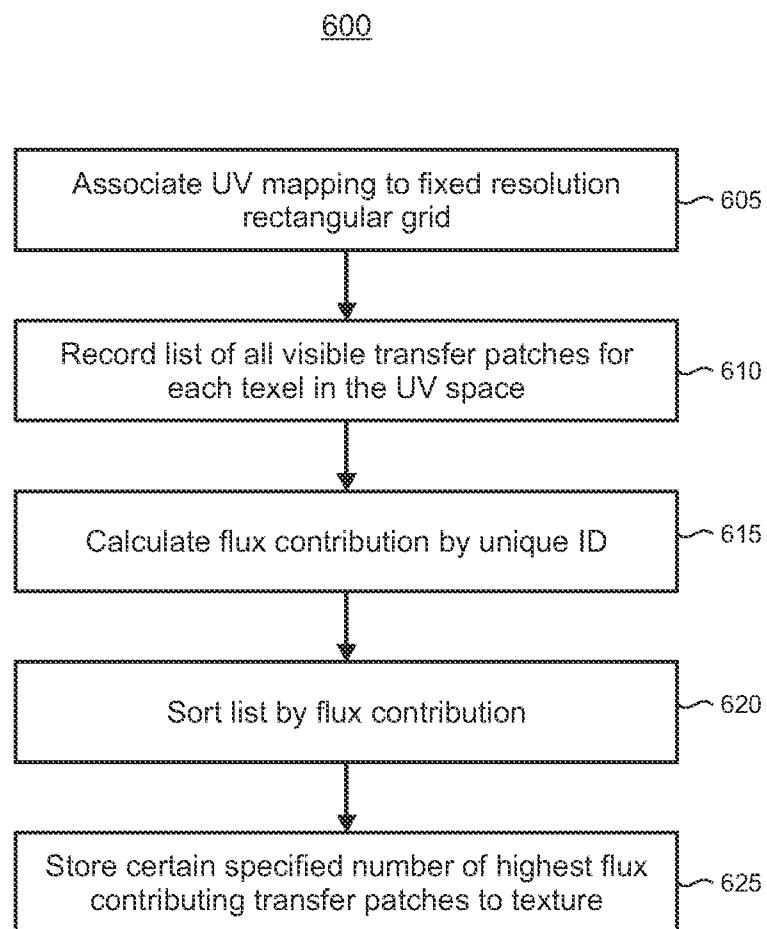 600
Associate UV mapping to fixed resolution
rectangular grid
605
Record list of all visible transfer patches for
each texel in the UV space
610
Calculate flux contribution by unique ID
615
Sort list by flux contribution
620
Store certain specified number of highest flux
contributing transfer patches to texture
625